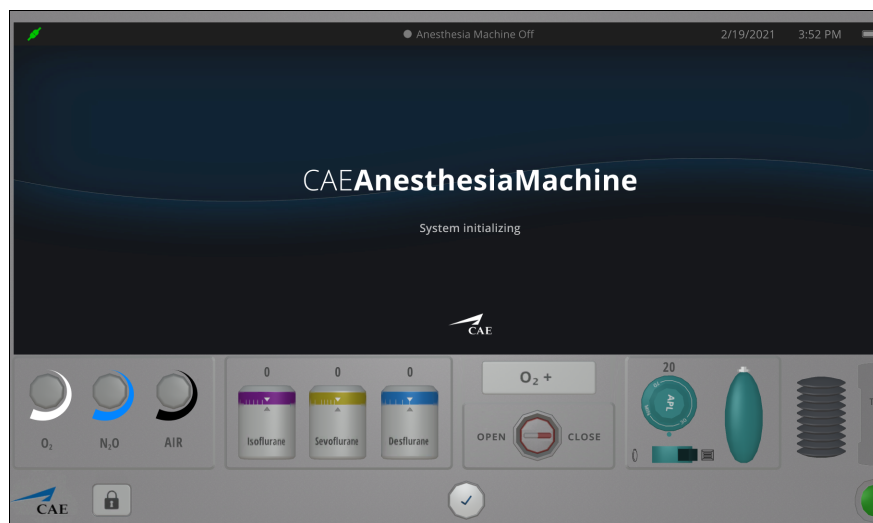 Anesthesia Machine Off
2/19/2021 3:52 PM
CAEAnesthesiaMachine
System initializing
CAE
0 0 0 20
O₂ +
APL
OPEN CLOSE
Isoflurane Sevoflurane Desflurane
O₂ N₂O AIR
CAE